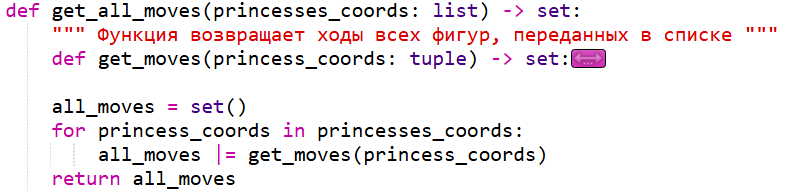 def get_all_moves(princesses_coords: list) -> set:
    """ Функция возвращает ходы всех фигур, переданных в списке """
    def get_moves(princess_coords: tuple) -> set:
    all_moves = set()
    for princess_coords in princesses_coords:
        all_moves |= get_moves(princess_coords)
    return all_moves